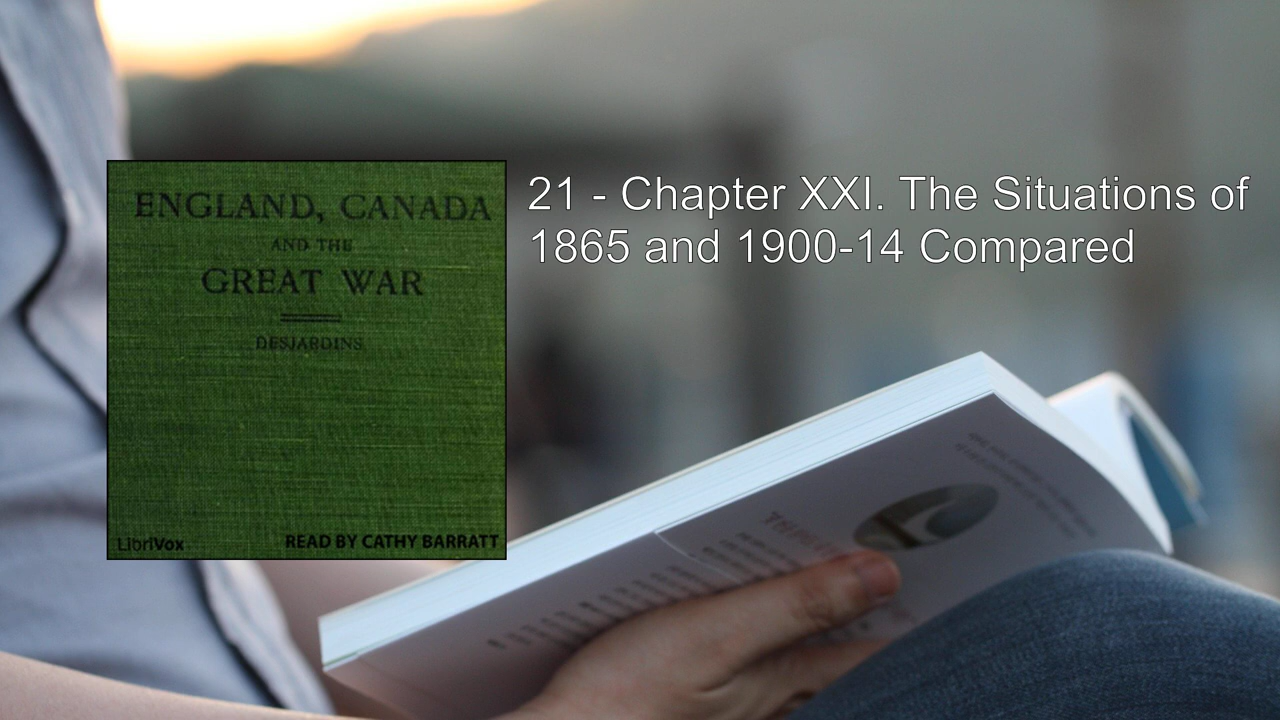 ENGLAND, CANADA
AND THE
GREAT WAR
DESJARDINS
LibriVox
READ BY CATHY BARRATT
21 - Chapter XXI. The Situations of
1865 and 1900-14 Compared